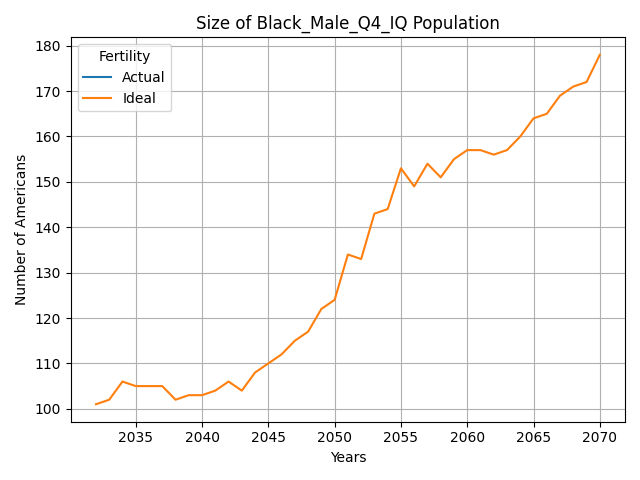 Size of Black_Male_Q4_IQ Population
Fertility
Actual
Ideal
Number of Americans
180
170
160
150
140
130
120
110
100
2035 2040 2045 2050 2055 2060 2065 2070
Years